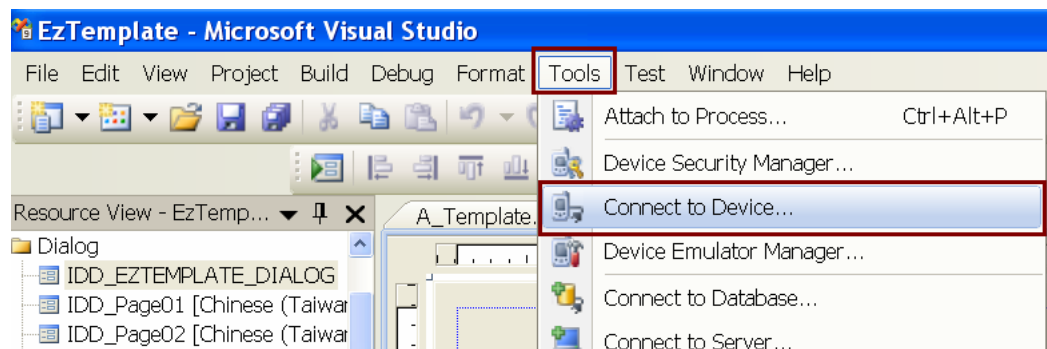 EzTemplate - Microsoft Visual Studio
File Edit View Project Build Debug Format Tools Test Window Help
Attach to Process... Ctrl+Alt+P
Device Security Manager...
Connect to Device...
Device Emulator Manager...
Connect to Database...
Connect to Server...
Resource View - EzTemp...
A_Template.
Dialog
IDD_EZTEMPLATE_DIALOG
IDD_Page01 [Chinese (Taiwar
IDD_Page02 [Chinese (Taiwar